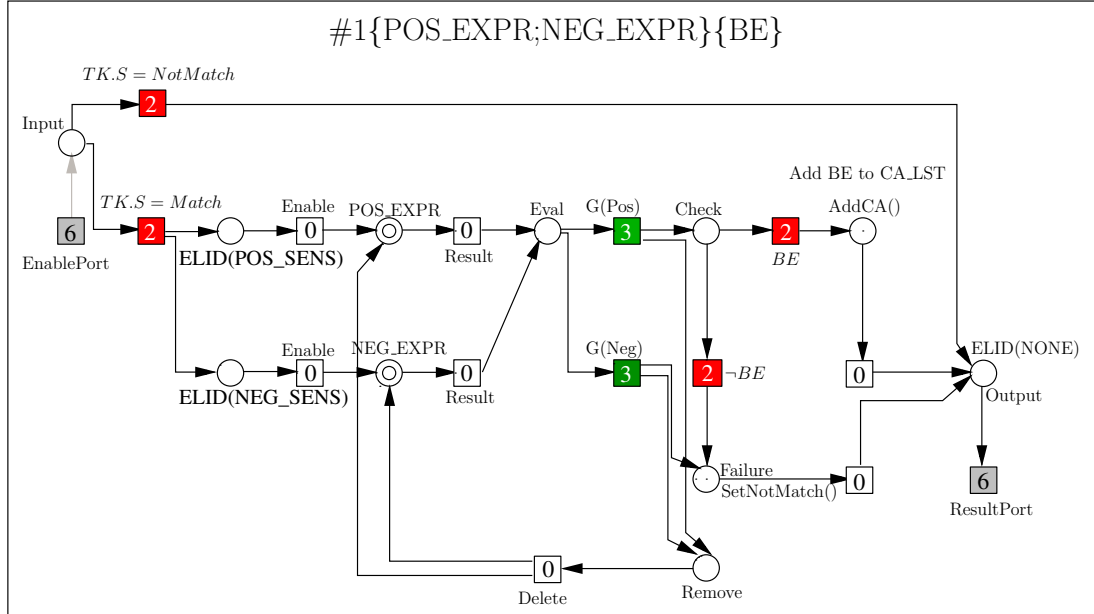 #1{POS_EXPR;NEG_EXPR}{BE}
TK.S = NotMatch
2
Input
Add BE to CA_LST
TK.S = Match
Enable
POS_EXPR
Eval
G(Pos)
Check
AddCA()
6
2
0
0
3
2
EnablePort
ELID(POS_SENS)
Result
BE
Enable
NEG_EXPR
G(Neg)
ELID(NONE)
0
0
3
2
¬BE
0
ELID(NEG_SENS)
Result
Output
Failure
0
6
SetNotMatch()
ResultPort
0
Delete
Remove